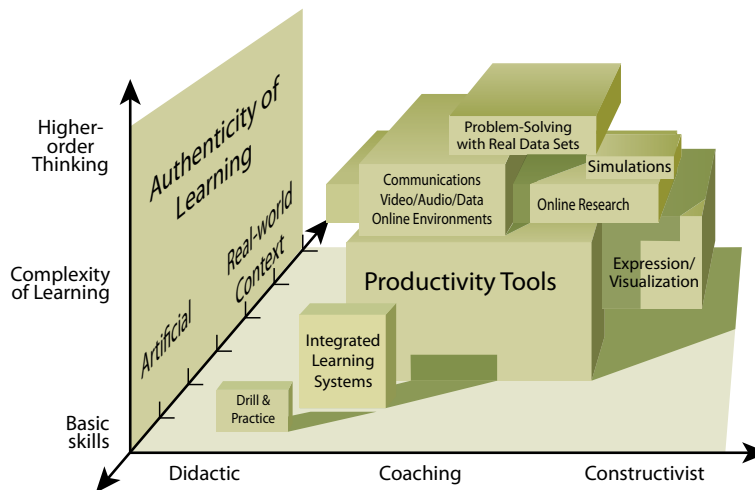 Higher-
order
Thinking
Complexity
of Learning
Basic
skills
Authenticity of
Learning
Real-world
Context
Artificial
Problem-Solving
with Real Data Sets
Simulations
Communications
Video/Audio/Data
Online Environments
Online Research
Productivity Tools
Expression/
Visualization
Integrated
Learning
Systems
Drill &
Practice
Didactic
Coaching
Constructivist